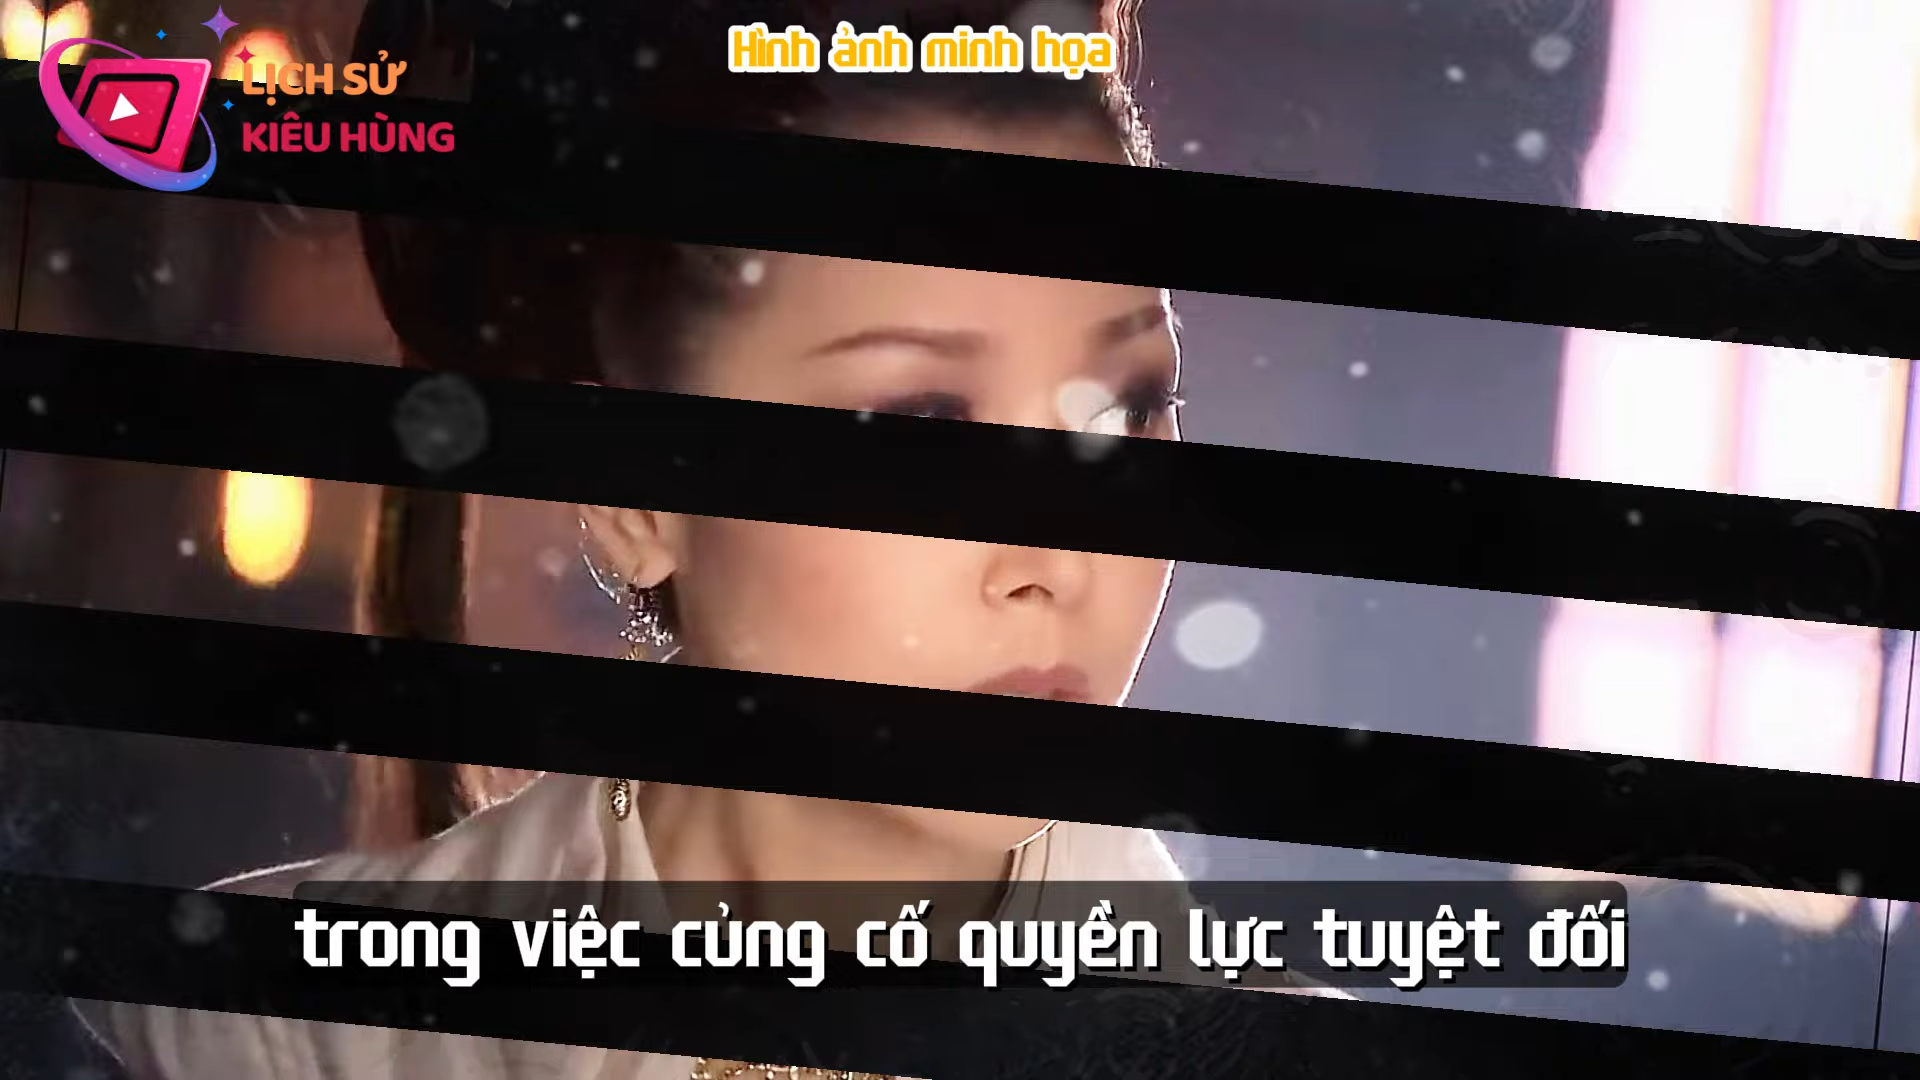 Hình ảnh minh họa
LỊCH SỬ
KIÊU HÙNG
trong việc củng cố quyền lực tuyệt đối